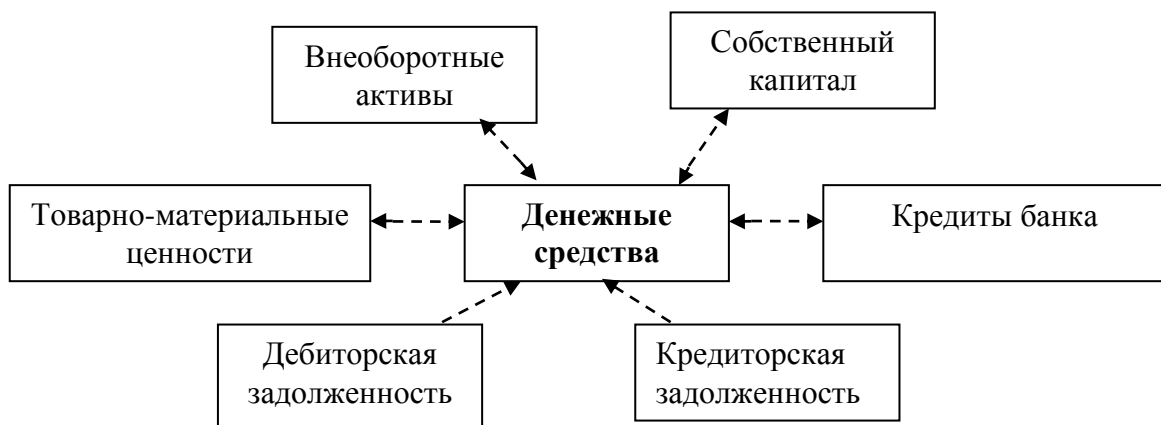 Внеоборотные
активы
Собственный
капитал
Товарно-материальные
ценности
Денежные
средства
Кредиты банка
Дебиторская
задолженность
Кредиторская
задолженность